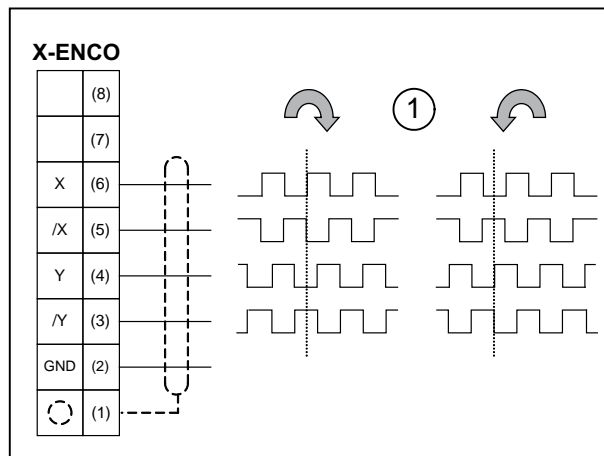 X-ENCO
(8)
(7)
1
X (6)
/X (5)
Y (4)
/Y (3)
GND (2)
(1)